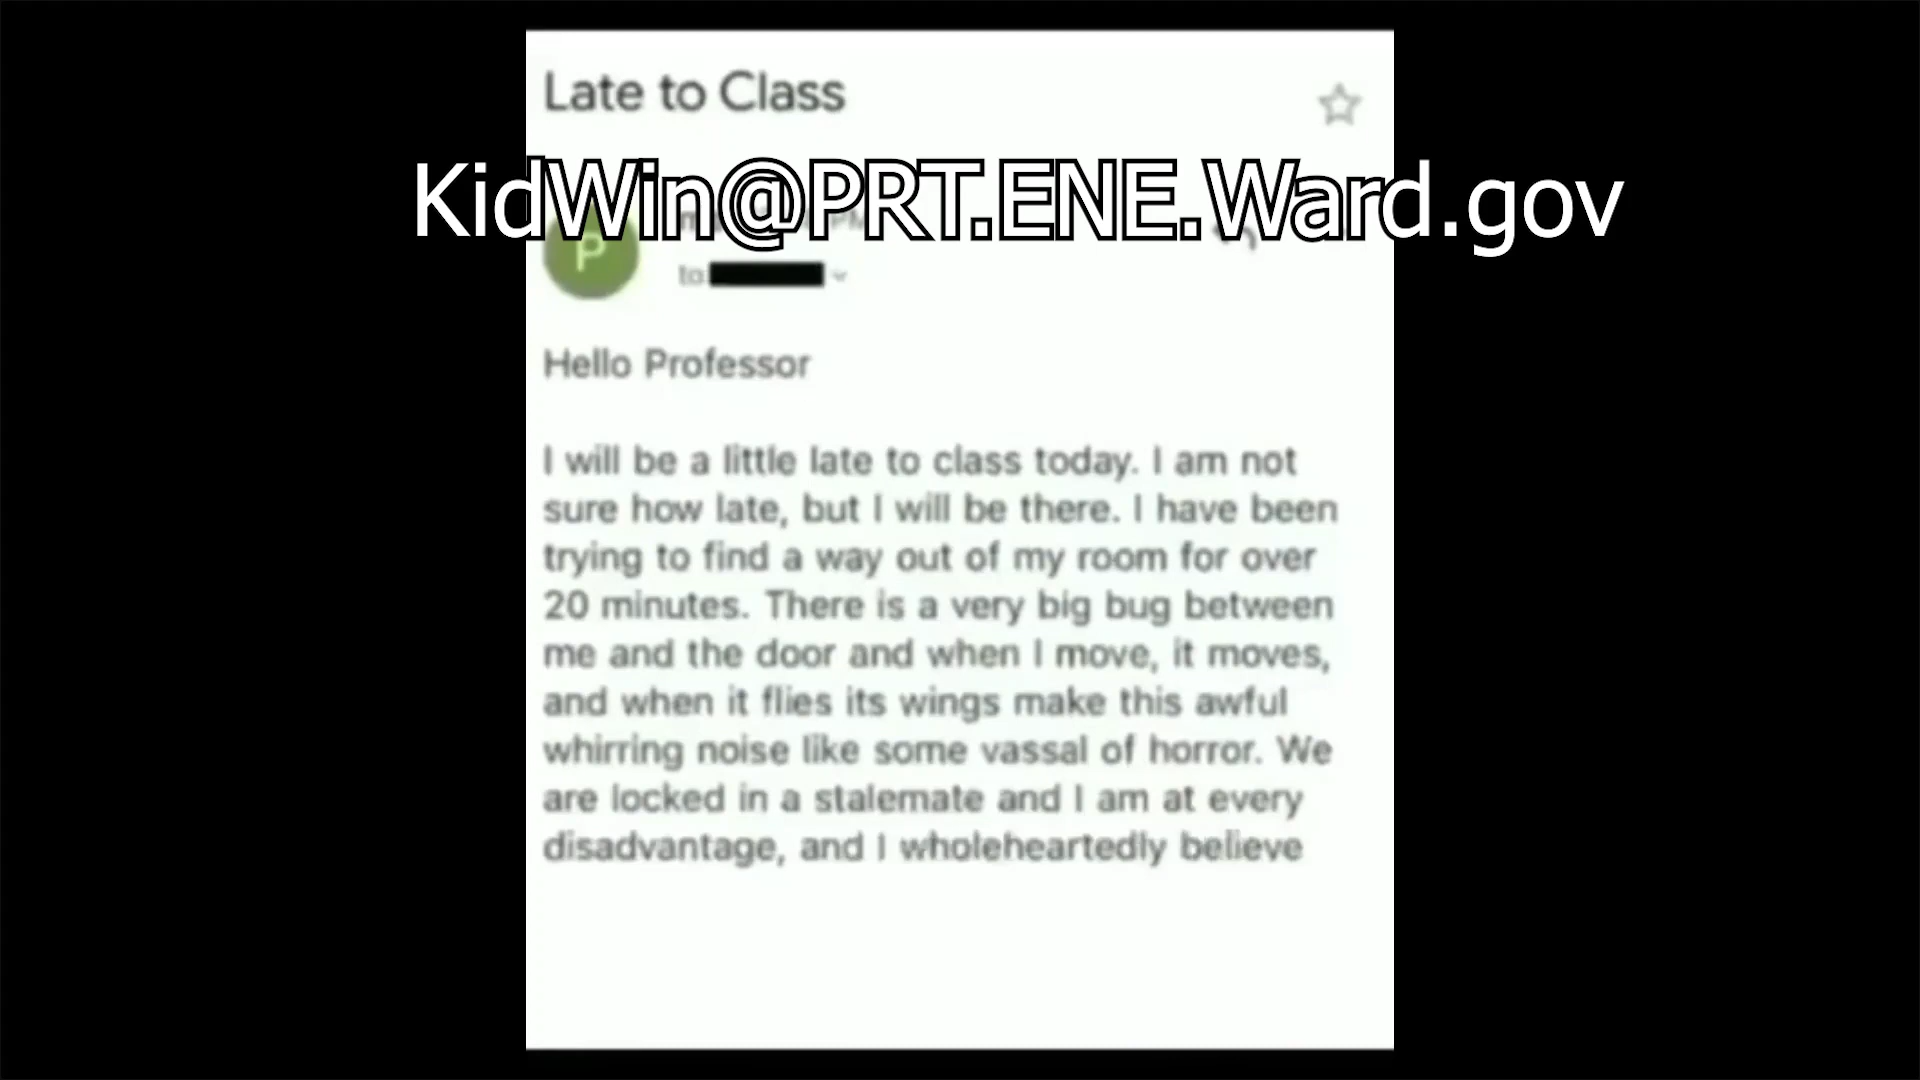 Late to Class
KidWin@PRT.ENE.Ward.gov
P
to
Hello Professor
I will be a little late to class today. I am not
sure how late, but I will be there. I have been
trying to find a way out of my room for over
20 minutes. There is a very big bug between
me and the door and when I move, it moves,
and when it flies its wings make this awful
whirring noise like some vassal of horror. We
are locked in a stalemate and I am at every
disadvantage, and I wholeheartedly believe